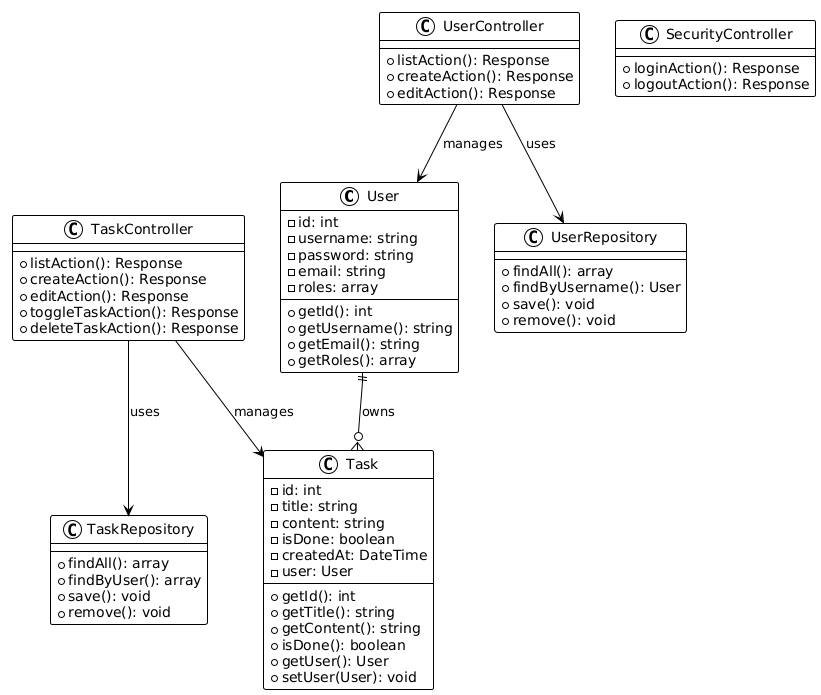 C UserController
listAction(): Response
createAction(): Response
editAction(): Response
C SecurityController
loginAction(): Response
logoutAction(): Response
manages
uses
C User
id: int
username: string
password: string
email: string
roles: array
getId(): int
getUsername(): string
getEmail(): string
getRoles(): array
C UserRepository
findAll(): array
findByUsername(): User
save(): void
remove(): void
C TaskController
listAction(): Response
createAction(): Response
editAction(): Response
toggleTaskAction(): Response
deleteTaskAction(): Response
uses
manages
owns
C TaskRepository
findAll(): array
findByUser(): array
save(): void
remove(): void
C Task
id: int
title: string
content: string
isDone: boolean
createdAt: DateTime
user: User
getId(): int
getTitle(): string
getContent(): string
isDone(): boolean
getUser(): User
setUser(User): void